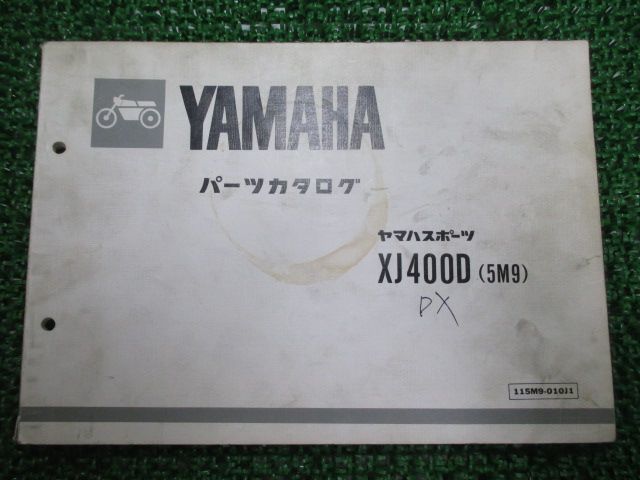 YAMAHA
パーツカタログ
ヤマハスポーツ
XJ400D (5M9)
DX
115M9-010J1